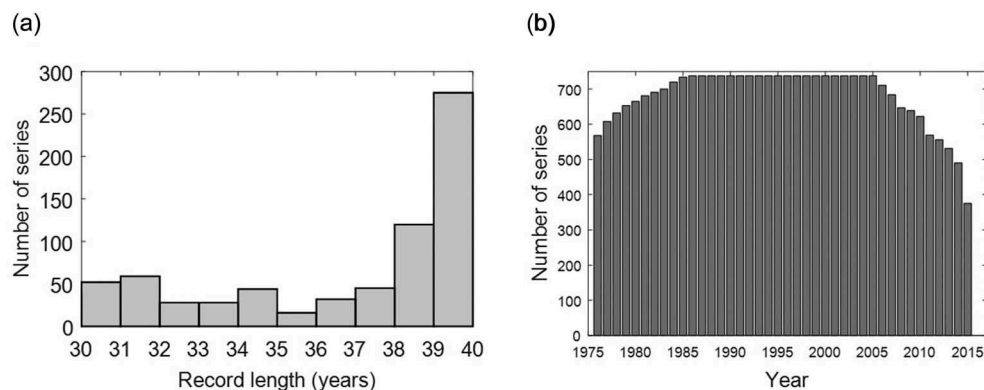 (a)
(b)
300
250
200
150
100
50
0
Number of series
30 31 32 33 34 35 36 37 38 39 40
Record length (years)
700
600
500
400
300
200
100
0
Number of series
1975 1980 1985 1990 1995 2000 2005 2010 2015
Year